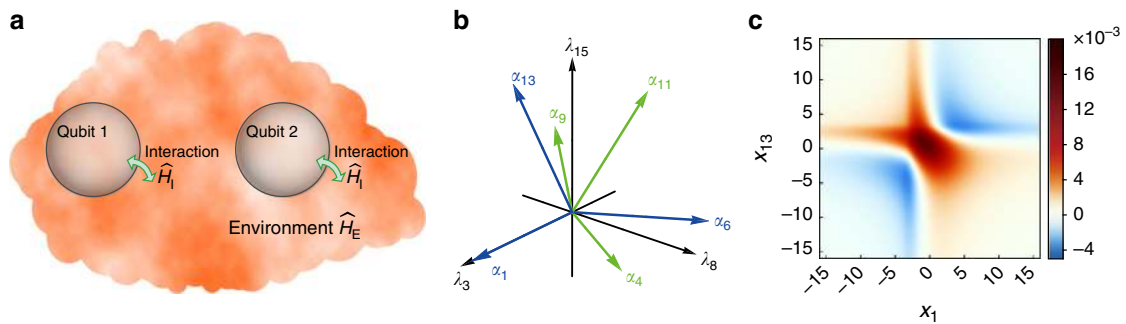 a
Qubit 1
Interaction
Ĥ_I
Qubit 2
Interaction
Ĥ_I
Environment Ĥ_E
b
λ15
α13
α11
α9
α6
λ8
α4
α1
λ3
c
×10⁻³
15
10
5
0
−5
−10
−15
x13
−15
−10
−5
0
5
15
x1
16
12
8
4
0
−4